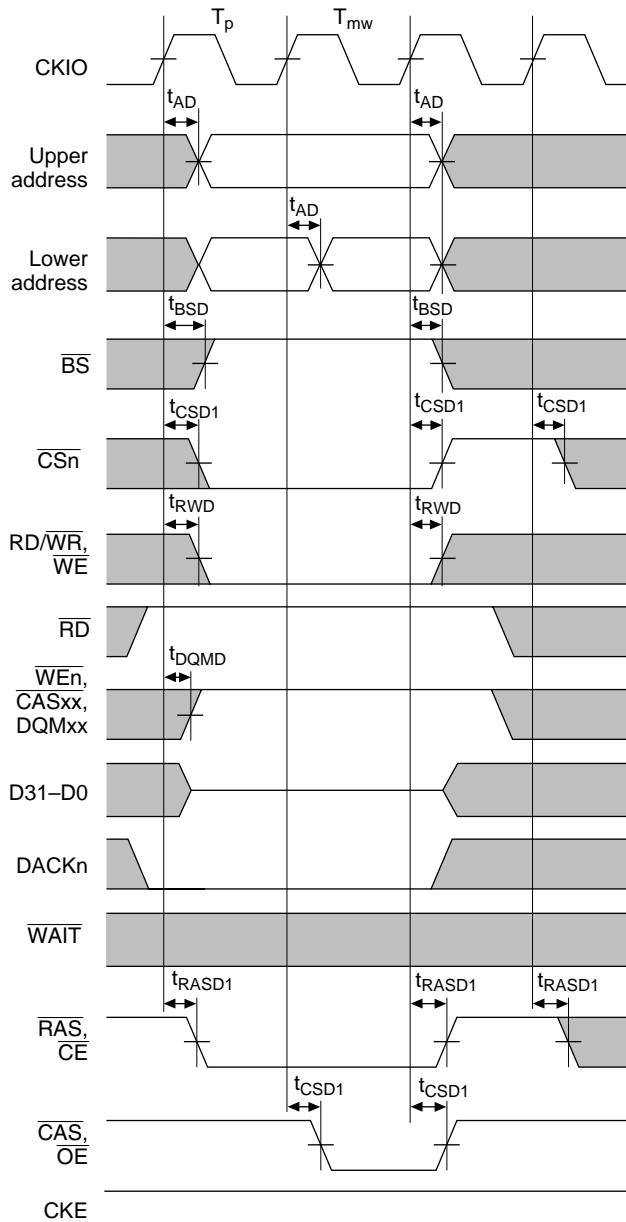 Tp Tmw
CKIO
tAD tAD
Upper
address
tAD
Lower
address
tBSD tBSD
BS
tCSD1 tCSD1 tCSD1
CSn
tRWD tRWD
RD/WR,
WE
RD
tDQMD
WEn,
CASxx,
DQMxx
D31–D0
DACKn
WAIT
tRASD1 tRASD1 tRASD1
RAS,
CE
tCSD1 tCSD1
CAS,
OE
CKE